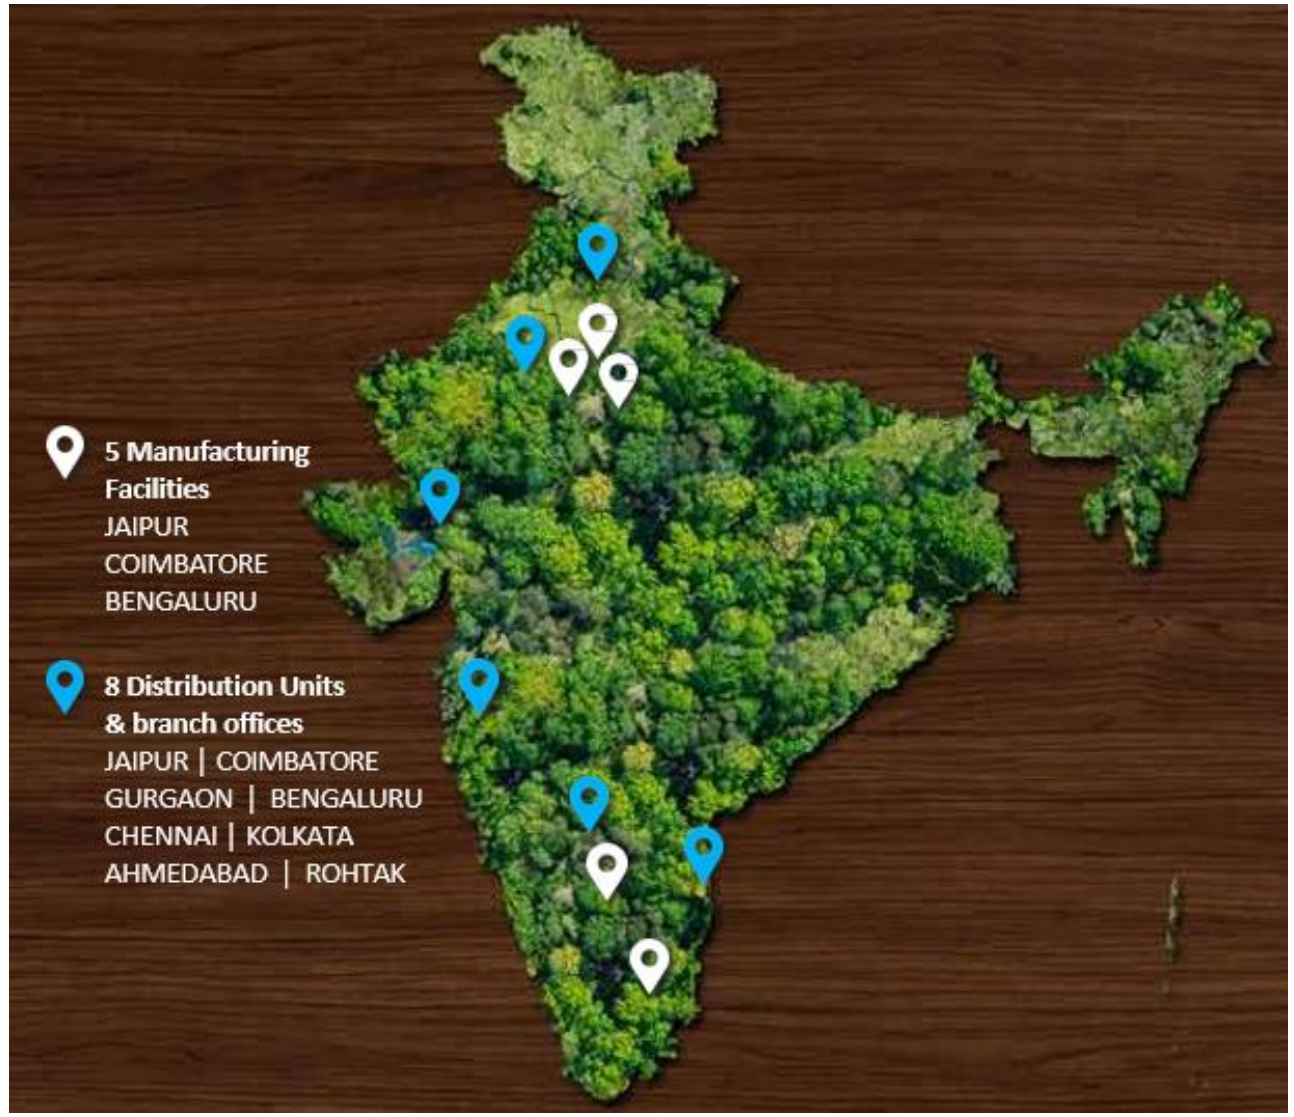 5 Manufacturing
Facilities
JAIPUR
COIMBATORE
BENGALURU
8 Distribution Units
& branch offices
JAIPUR | COIMBATORE
GURGAON | BENGALURU
CHENNAI | KOLKATA
AHMEDABAD | ROHTAK